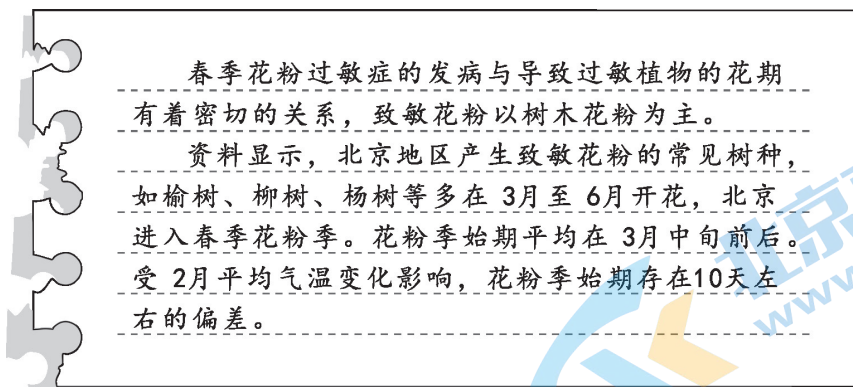 春季花粉过敏症的发病与导致过敏植物的花期
有着密切的关系，致敏花粉以树木花粉为主。
资料显示，北京地区产生致敏花粉的常见树种，
如榆树、柳树、杨树等多在 3月至 6月开花，北京
进入春季花粉季。花粉季始期平均在 3月中旬前后。
受 2月平均气温变化影响，花粉季始期存在10天左
右的偏差。
北京
www